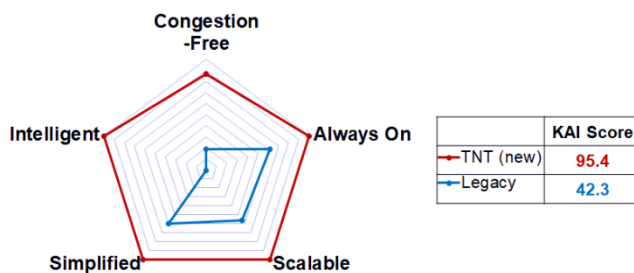 Congestion
-Free
Intelligent
Always On
Simplified
Scalable
KAI Score
TNT (new) 95.4
Legacy 42.3